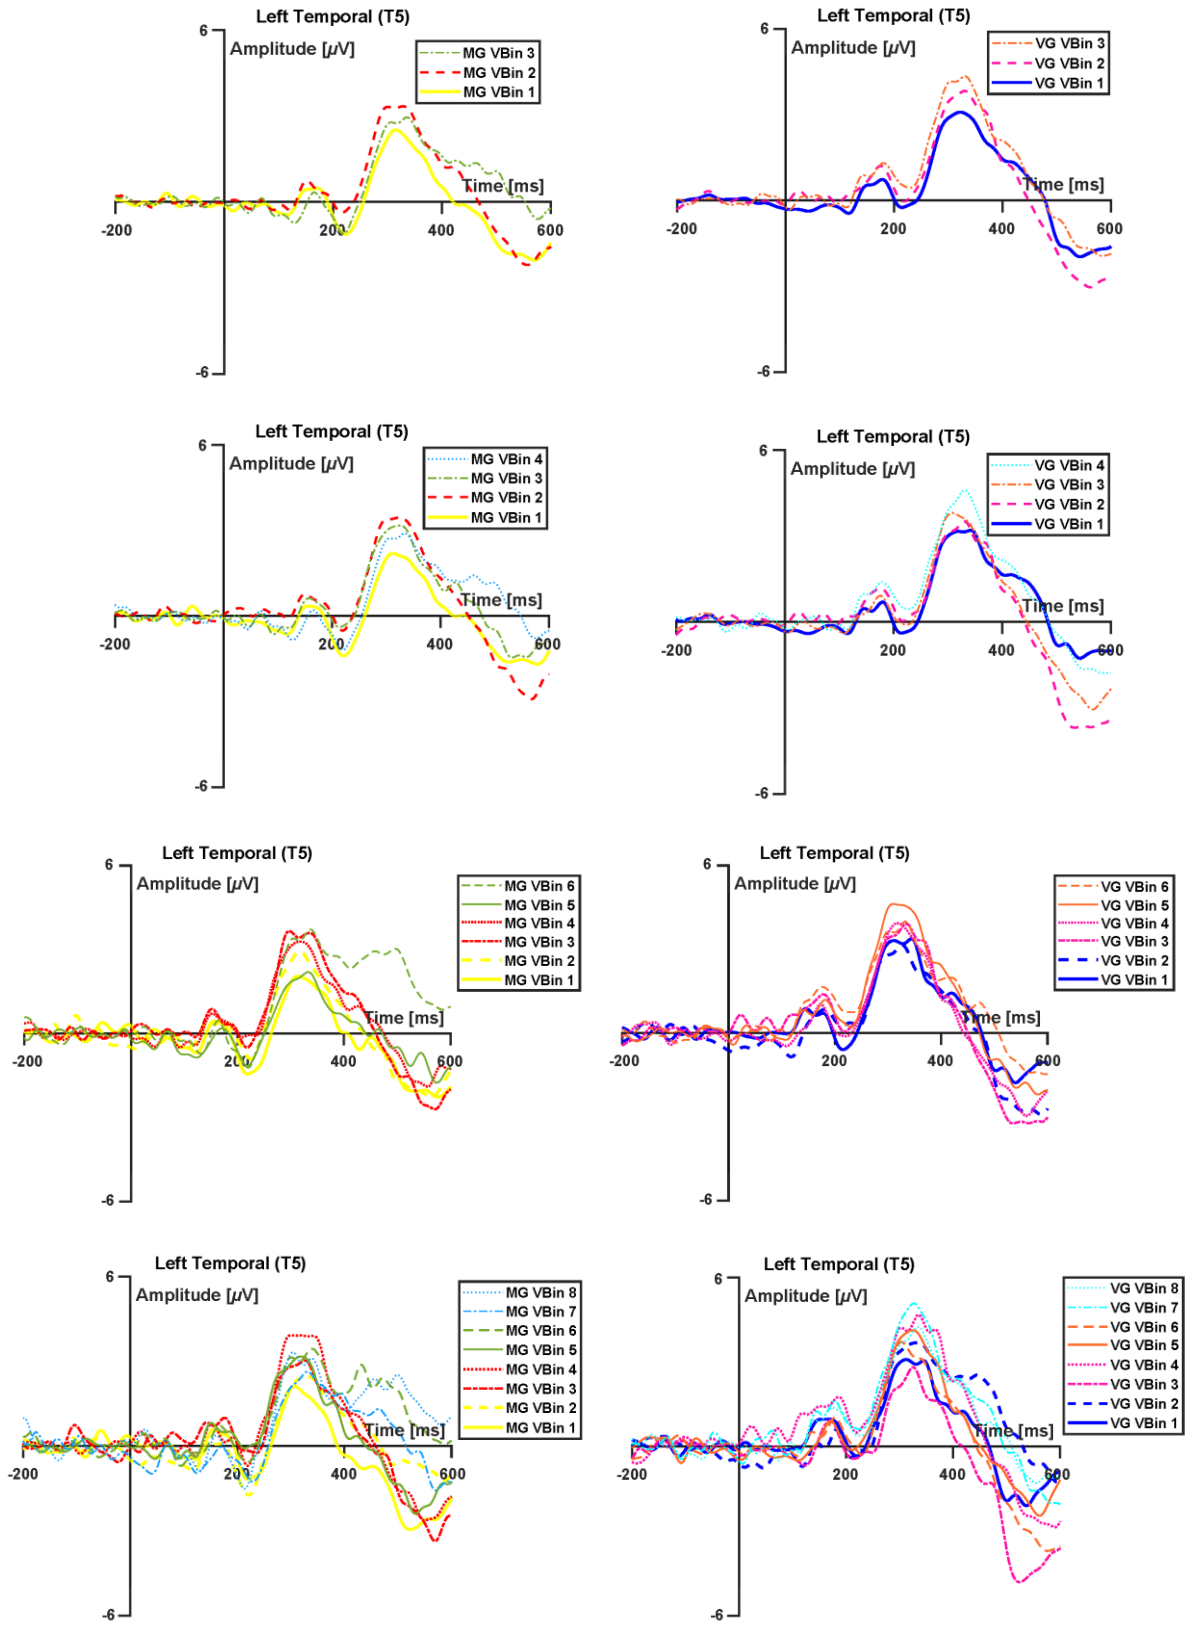 Left Temporal (T5)
6
Amplitude [µV]
MG VBin 3
MG VBin 2
MG VBin 1
Time [ms]
-200
200
400
600
-6
Left Temporal (T5)
6
Amplitude [µV]
VG VBin 3
VG VBin 2
VG VBin 1
Time [ms]
-200
200
400
600
-6
Left Temporal (T5)
6
Amplitude [µV]
MG VBin 4
MG VBin 3
MG VBin 2
MG VBin 1
Time [ms]
-200
200
400
600
-6
Left Temporal (T5)
6
Amplitude [µV]
VG VBin 4
VG VBin 3
VG VBin 2
VG VBin 1
Time [ms]
-200
200
400
600
-6
Left Temporal (T5)
6
Amplitude [µV]
MG VBin 6
MG VBin 5
MG VBin 4
MG VBin 3
MG VBin 2
MG VBin 1
Time [ms]
-200
200
400
600
-6
Left Temporal (T5)
6
Amplitude [µV]
VG VBin 6
VG VBin 5
VG VBin 4
VG VBin 3
VG VBin 2
VG VBin 1
Time [ms]
-200
200
400
600
-6
Left Temporal (T5)
6
Amplitude [µV]
MG VBin 8
MG VBin 7
MG VBin 6
MG VBin 5
MG VBin 4
MG VBin 3
MG VBin 2
MG VBin 1
Time [ms]
-200
200
400
600
-6
Left Temporal (T5)
6
Amplitude [µV]
VG VBin 8
VG VBin 7
VG VBin 6
VG VBin 5
VG VBin 4
VG VBin 3
VG VBin 2
VG VBin 1
Time [ms]
-200
200
400
600
-6